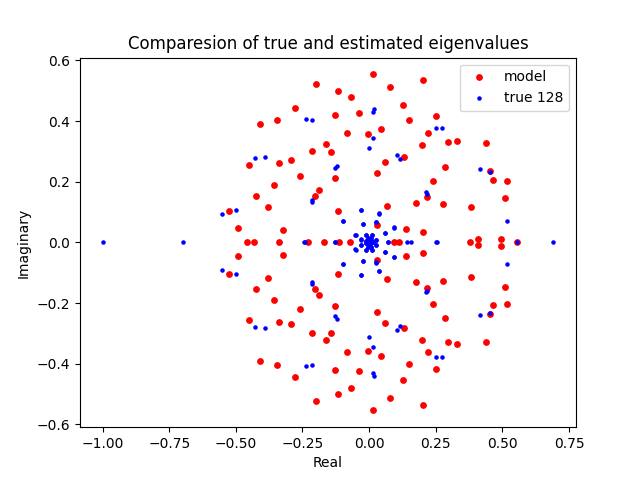 Comparesion of true and estimated eigenvalues
0.6
0.4
0.2
0.0
−0.2
−0.4
−0.6
Imaginary
model
true 128
−1.00 −0.75 −0.50 −0.25 0.00 0.25 0.50 0.75
Real